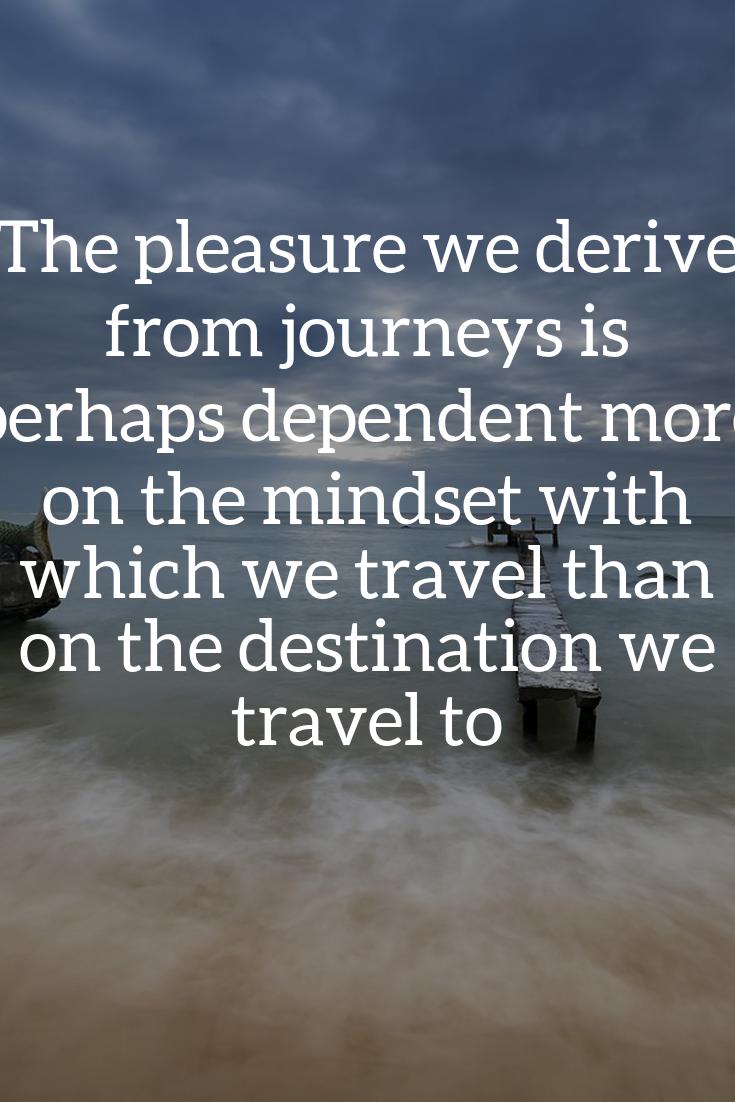 The pleasure we derive
from journeys is
perhaps dependent more
on the mindset with
which we travel than
on the destination we
travel to